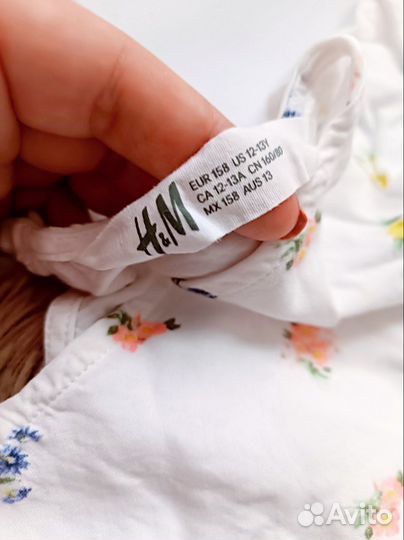 H&M
EUR 158 US 12-13Y
CA 12-13A CN 160/80
MX 158 AUS 13
Avito